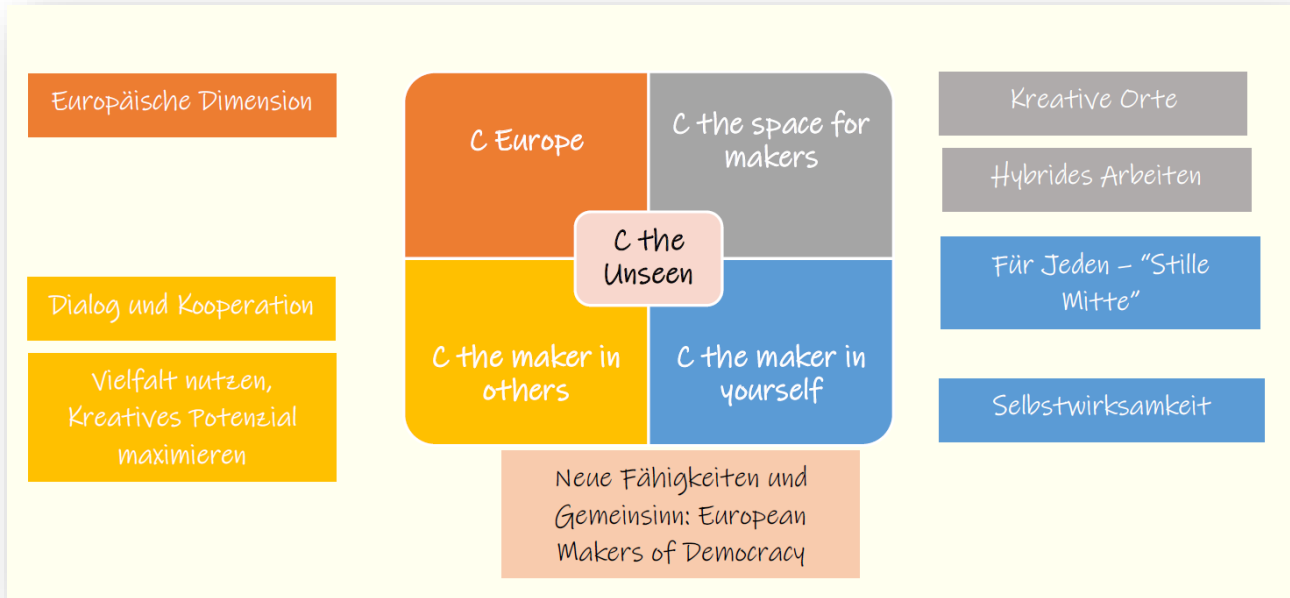 Europäische Dimension
C Europe
C the space for
makers
Kreative Orte
Hybrides Arbeiten
C the
Unseen
Für Jeden – “Stille
Mitte”
Dialog und Kooperation
C the maker in
others
C the maker in
yourself
Vielfalt nutzen,
Kreatives Potenzial
maximieren
Selbstwirksamkeit
Neue Fähigkeiten und
Gemeinsinn: European
Makers of Democracy